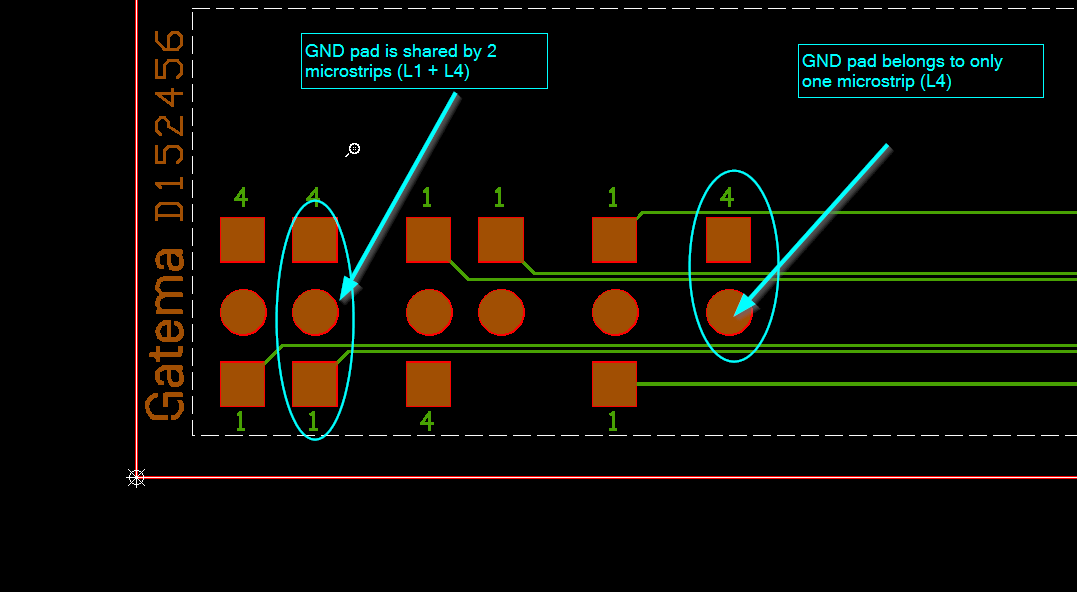 GND pad is shared by 2
microstrips (L1 + L4)
GND pad belongs to only
one microstrip (L4)
Gatema D152456
4 4 1 1 1 4
1 1 4 1